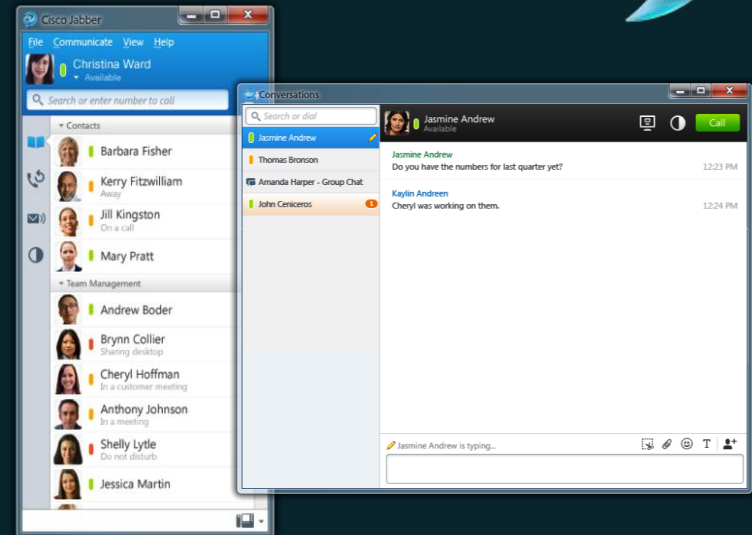 Cisco Jabber
File Communicate View Help
Christina Ward
Available
Search or enter number to call
Contacts
Barbara Fisher
Kerry Fitzwilliam
Away
Jill Kingston
On a call
Mary Pratt
Team Management
Andrew Boder
Brynn Collier
Sharing desktop
Cheryl Hoffman
In a customer meeting
Anthony Johnson
In a meeting
Shelly Lytle
Do not disturb
Jessica Martin
Conversations
Search or dial
Jasmine Andrew
Thomas Bronson
Amanda Harper - Group Chat
John Ceniceros 1
Jasmine Andrew
Available
Call
Jasmine Andrew
Do you have the numbers for last quarter yet? 12:23 PM
Kaylin Andreen
Cheryl was working on them. 12:24 PM
Jasmine Andrew is typing...
T